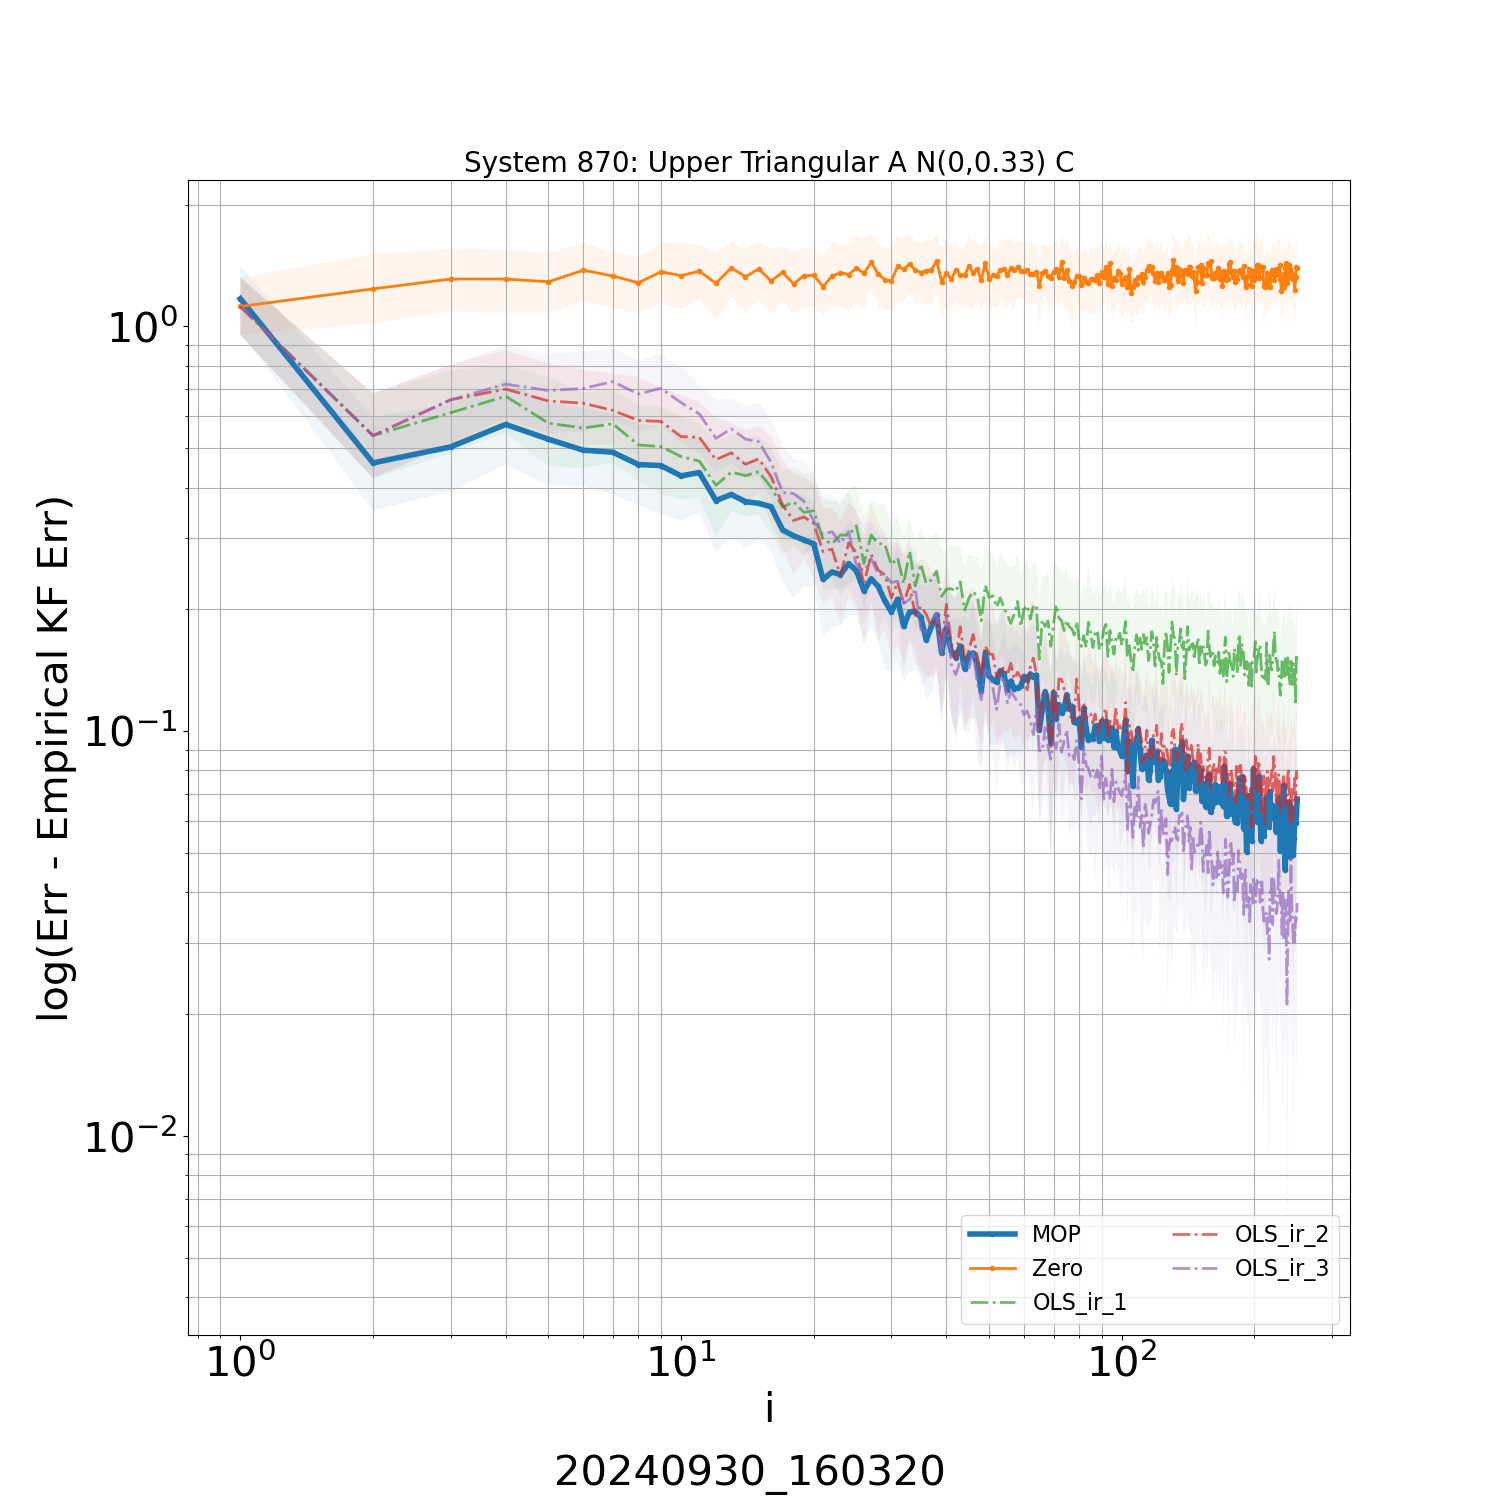 System 870: Upper Triangular A N(0,0.33) C
log(Err - Empirical KF Err)
10⁰
10⁻¹
10⁻²
10⁰ 10¹ 10²
i
20240930_160320
MOP
Zero
OLS_ir_1
OLS_ir_2
OLS_ir_3